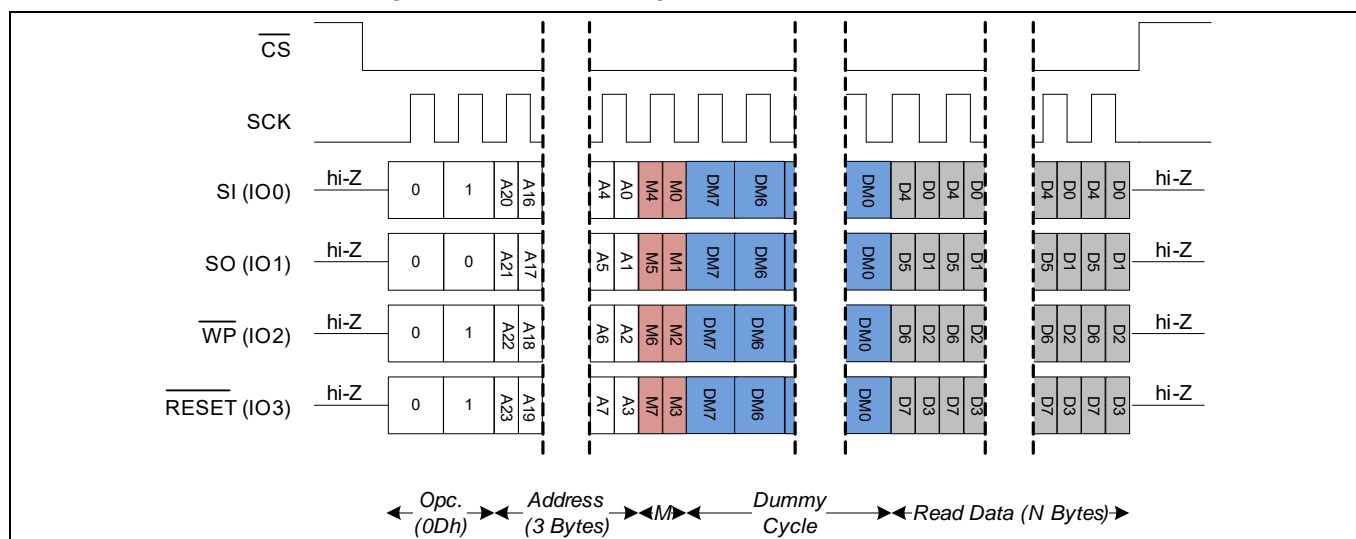 CS
SCK
SI (IO0) hi-Z 0 1 A20 A16 A4 A0 M4 M0 DM7 DM6 DM0 D4 D0 D4 D0 D4 D0 D4 D0 hi-Z
SO (IO1) hi-Z 0 0 A21 A17 A5 A1 M5 M1 DM7 DM6 DM0 D5 D1 D5 D1 D5 D1 D5 D1 hi-Z
WP (IO2) hi-Z 0 1 A22 A18 A6 A2 M6 M2 DM7 DM6 DM0 D6 D2 D6 D2 D6 D2 D6 D2 hi-Z
RESET (IO3) hi-Z 0 1 A23 A19 A7 A3 M7 M3 DM7 DM6 DM0 D7 D3 D7 D3 D7 D3 D7 D3 hi-Z
Opc. Address Dummy
(0Dh) (3 Bytes) M Cycle Read Data (N Bytes)